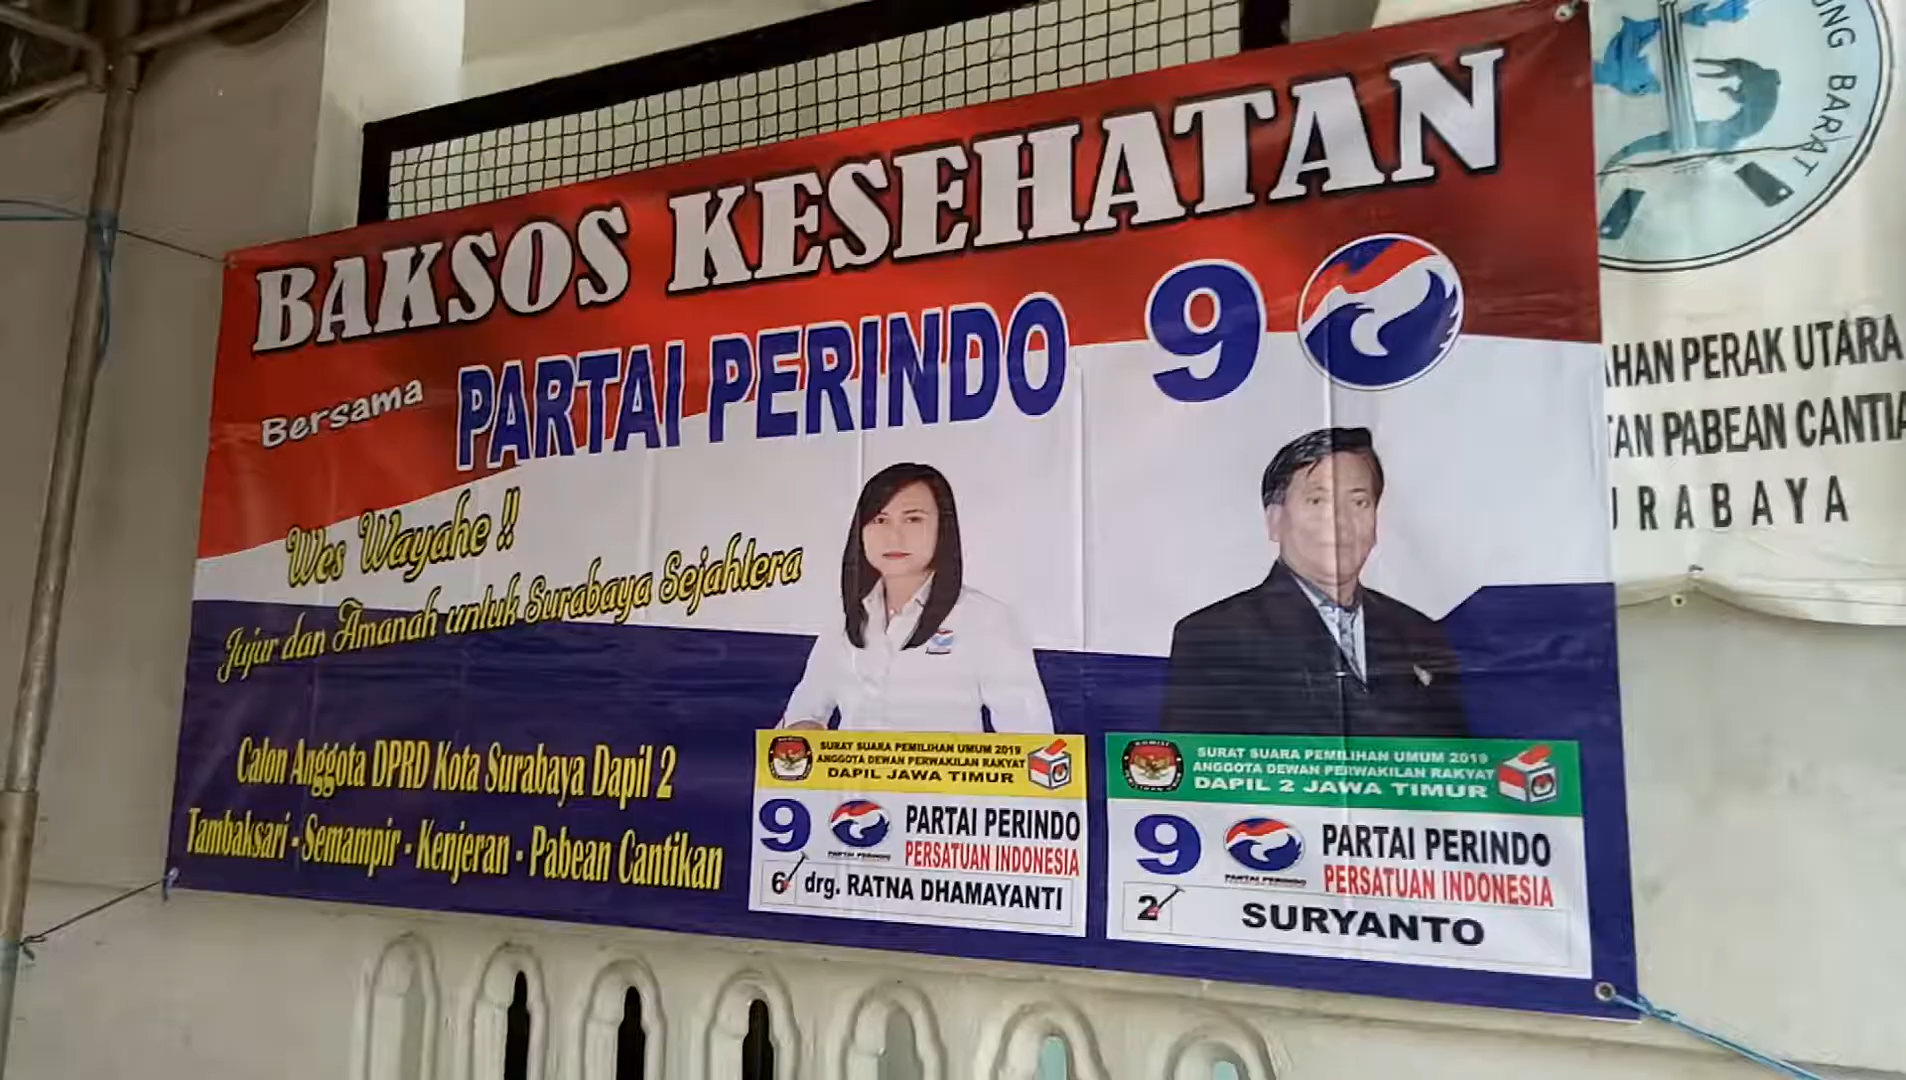 BAKSOS KESEHATAN
Bersama PARTAI PERINDO 9
Wes Wayahe !!
Jujur dan Amanah untuk Surabaya Sejahtera
Calon Anggota DPRD Kota Surabaya Dapil 2
Tambaksari - Semampir - Kenjeran - Pabean Cantikan
SURAT SUARA PEMILIHAN UMUM 2019
ANGGOTA DEWAN PERWAKILAN RAKYAT
DAPIL JAWA TIMUR
9 PARTAI PERINDO
PERSATUAN INDONESIA
6 drg. RATNA DHAMAYANTI
SURAT SUARA PEMILIHAN UMUM 2019
ANGGOTA DEWAN PERWAKILAN RAKYAT
DAPIL 2 JAWA TIMUR
9 PARTAI PERINDO
PERSATUAN INDONESIA
2 SURYANTO
UNG BARAT
AHAN PERAK UTARA
TAN PABEAN CANTIA
URABAYA